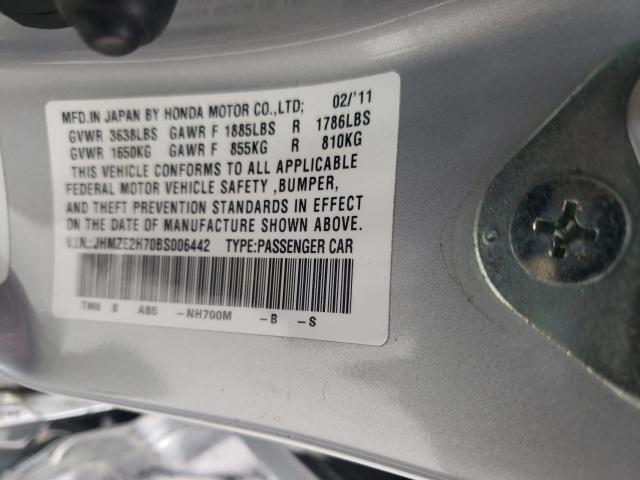 MFD.IN JAPAN BY HONDA MOTOR CO.,LTD; 02/'11
GVWR 3638LBS GAWR F 1885LBS R 1786LBS
GVWR 1650KG GAWR F 855KG R 810KG
THIS VEHICLE CONFORMS TO ALL APPLICABLE
FEDERAL MOTOR VEHICLE SAFETY ,BUMPER,
AND THEFT PREVENTION STANDARDS IN EFFECT
ON THE DATE OF MANUFACTURE SHOWN ABOVE.
V.I.N.:JHMZE2H70BS006442 TYPE:PASSENGER CAR
TM8 E AB5 -NH700M -B -S